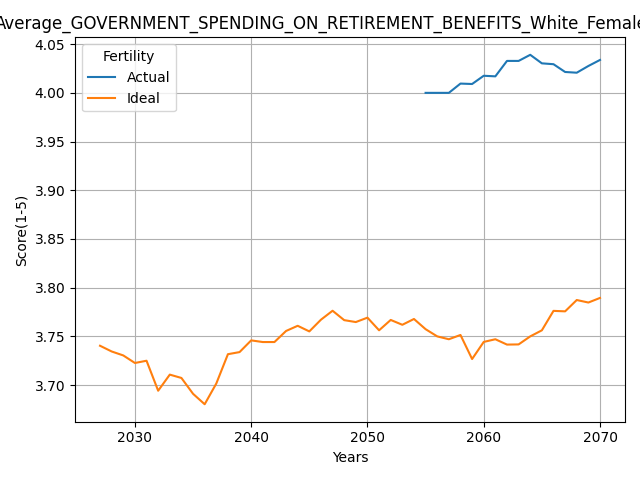 Average_GOVERNMENT_SPENDING_ON_RETIREMENT_BENEFITS_White_Female
Fertility
Actual
Ideal
4.05
4.00
3.95
3.90
3.85
3.80
3.75
3.70
Score(1-5)
2030 2040 2050 2060 2070
Years